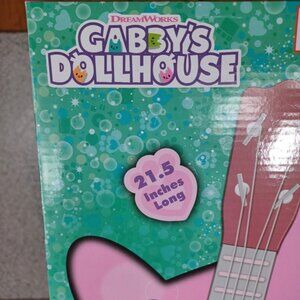 DREAMWORKS
GABBY'S
DOLLHOUSE
21.5
Inches
Long